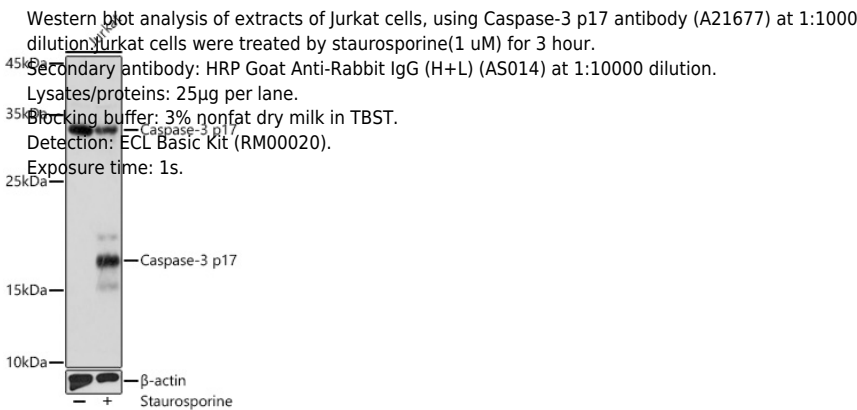 Western blot analysis of extracts of Jurkat cells, using Caspase-3 p17 antibody (A21677) at 1:1000
dilution.Jurkat cells were treated by staurosporine(1 uM) for 3 hour.
Jurkat
45kDa
Secondary antibody: HRP Goat Anti-Rabbit IgG (H+L) (AS014) at 1:10000 dilution.
Lysates/proteins: 25μg per lane.
35kDa
Blocking buffer: 3% nonfat dry milk in TBST.
Caspase-3 p17
Detection: ECL Basic Kit (RM00020).
Exposure time: 1s.
25kDa
Caspase-3 p17
15kDa
10kDa
β-actin
− + Staurosporine